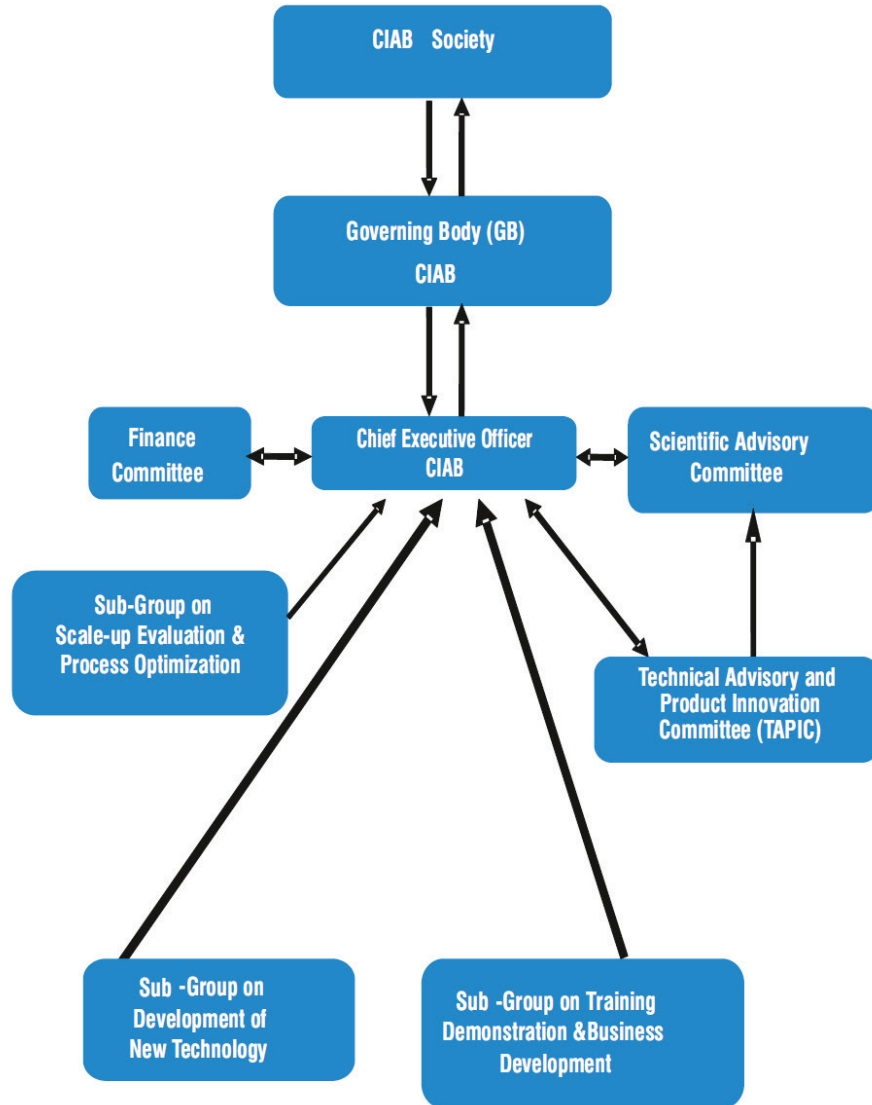 CIAB Society
Governing Body (GB)
CIAB
Finance
Committee
Chief Executive Officer
CIAB
Scientific Advisory
Committee
Sub-Group on
Scale-up Evaluation &
Process Optimization
Technical Advisory and
Product Innovation
Committee (TAPIC)
Sub -Group on
Development of
New Technology
Sub -Group on Training
Demonstration &Business
Development